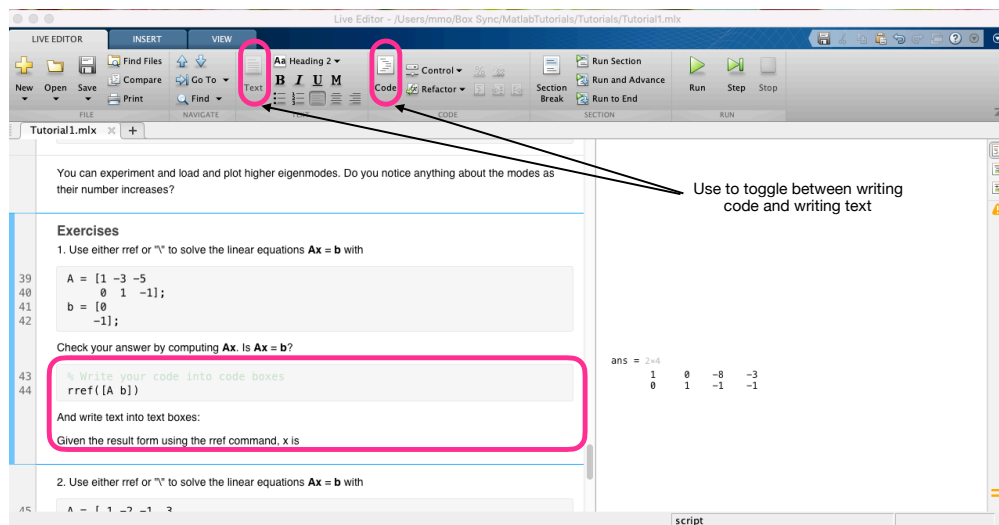 Live Editor - /Users/mmo/Box Sync/MatlabTutorials/Tutorials/Tutorial1.mlx
LIVE EDITOR INSERT VIEW
New Open Save Find Files Compare Print
FILE
Go To Find
NAVIGATE
Text Aa Heading 2 B I U M
TEXT
Code Control Refactor
CODE
Section Break Run Section Run and Advance Run to End
SECTION
Run Step Stop
RUN
Tutorial1.mlx
You can experiment and load and plot higher eigenmodes. Do you notice anything about the modes as
their number increases?
Use to toggle between writing
code and writing text
Exercises
1. Use either rref or "\" to solve the linear equations Ax = b with
39 A = [1 -3 -5
40 0 1 -1];
41 b = [0
42 -1];
Check your answer by computing Ax. Is Ax = b?
43 % Write your code into code boxes
44 rref([A b])
And write text into text boxes:
Given the result form using the rref command, x is
ans = 2×4
1 0 -8 -3
0 1 -1 -1
2. Use either rref or "\" to solve the linear equations Ax = b with
45 A = [ 1 -2 -1 3
script